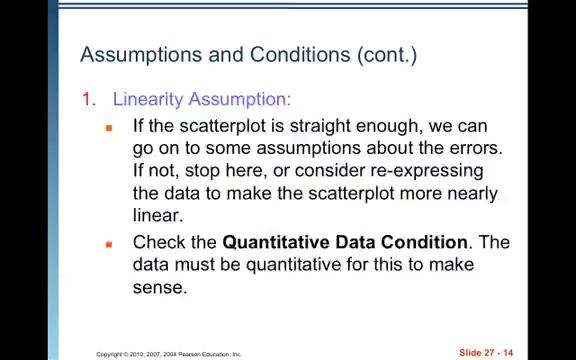 Assumptions and Conditions (cont.)
1. Linearity Assumption:
If the scatterplot is straight enough, we can
go on to some assumptions about the errors.
If not, stop here, or consider re-expressing
the data to make the scatterplot more nearly
linear.
Check the Quantitative Data Condition. The
data must be quantitative for this to make
sense.
Copyright © 2010, 2007, 2004 Pearson Education, Inc.
Slide 27 - 14